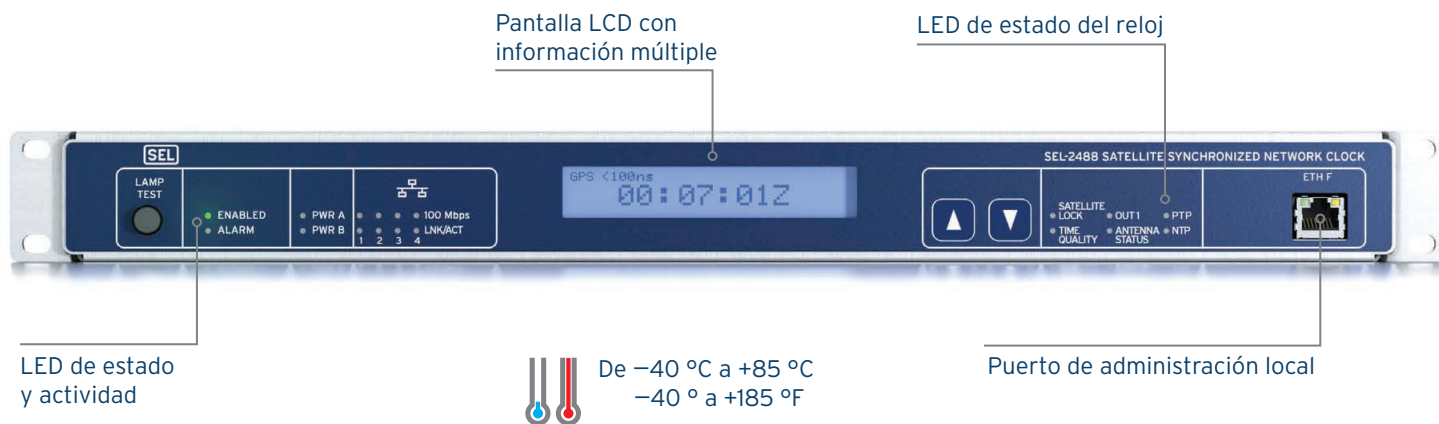 Pantalla LCD con
información múltiple
LED de estado del reloj
SEL
SEL-2488 SATELLITE SYNCHRONIZED NETWORK CLOCK
LAMP
TEST
ENABLED
ALARM
PWR A
PWR B
100 Mbps
LNK/ACT
1 2 3 4
GPS <100ns
00:07:01Z
SATELLITE
LOCK
OUT1
PTP
TIME
QUALITY
ANTENNA
STATUS
NTP
ETH F
LED de estado
y actividad
De –40 °C a +85 °C
–40 ° a +185 °F
Puerto de administración local